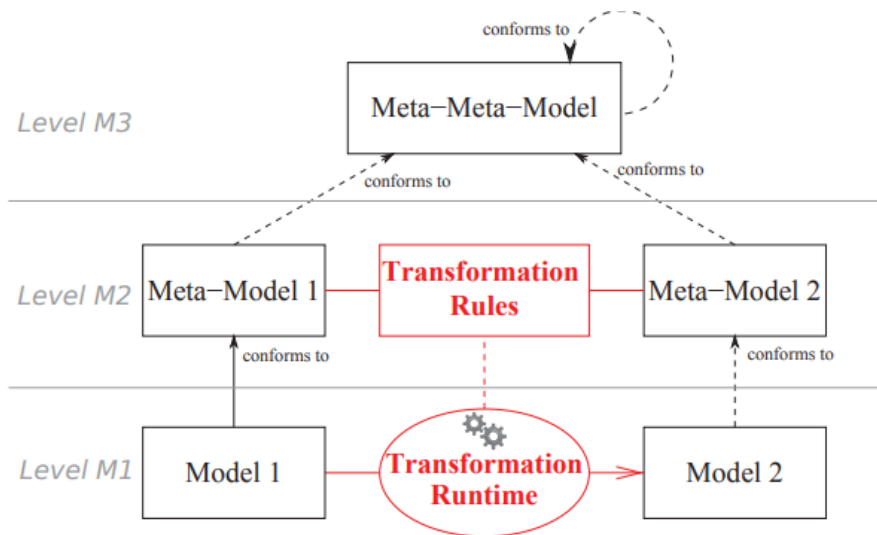 conforms to
Meta−Meta−Model
Level M3
conforms to
conforms to
Level M2
Meta−Model 1
Transformation
Rules
Meta−Model 2
conforms to
conforms to
Level M1
Model 1
Transformation
Runtime
Model 2